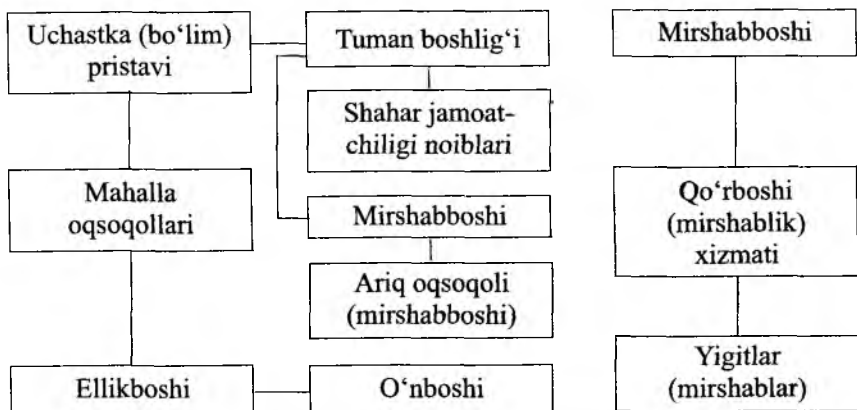 Uchastka (bo‘lim)
pristavi
Tuman boshlig‘i
Mirshabboshi
Shahar jamoat-
chiligi noiblari
Mahalla
oqsoqollari
Mirshabboshi
Qo‘rboshi
(mirshablik)
xizmati
Ariq oqsoqoli
(mirshabboshi)
Ellikboshi
O‘nboshi
Yigitlar
(mirshablar)